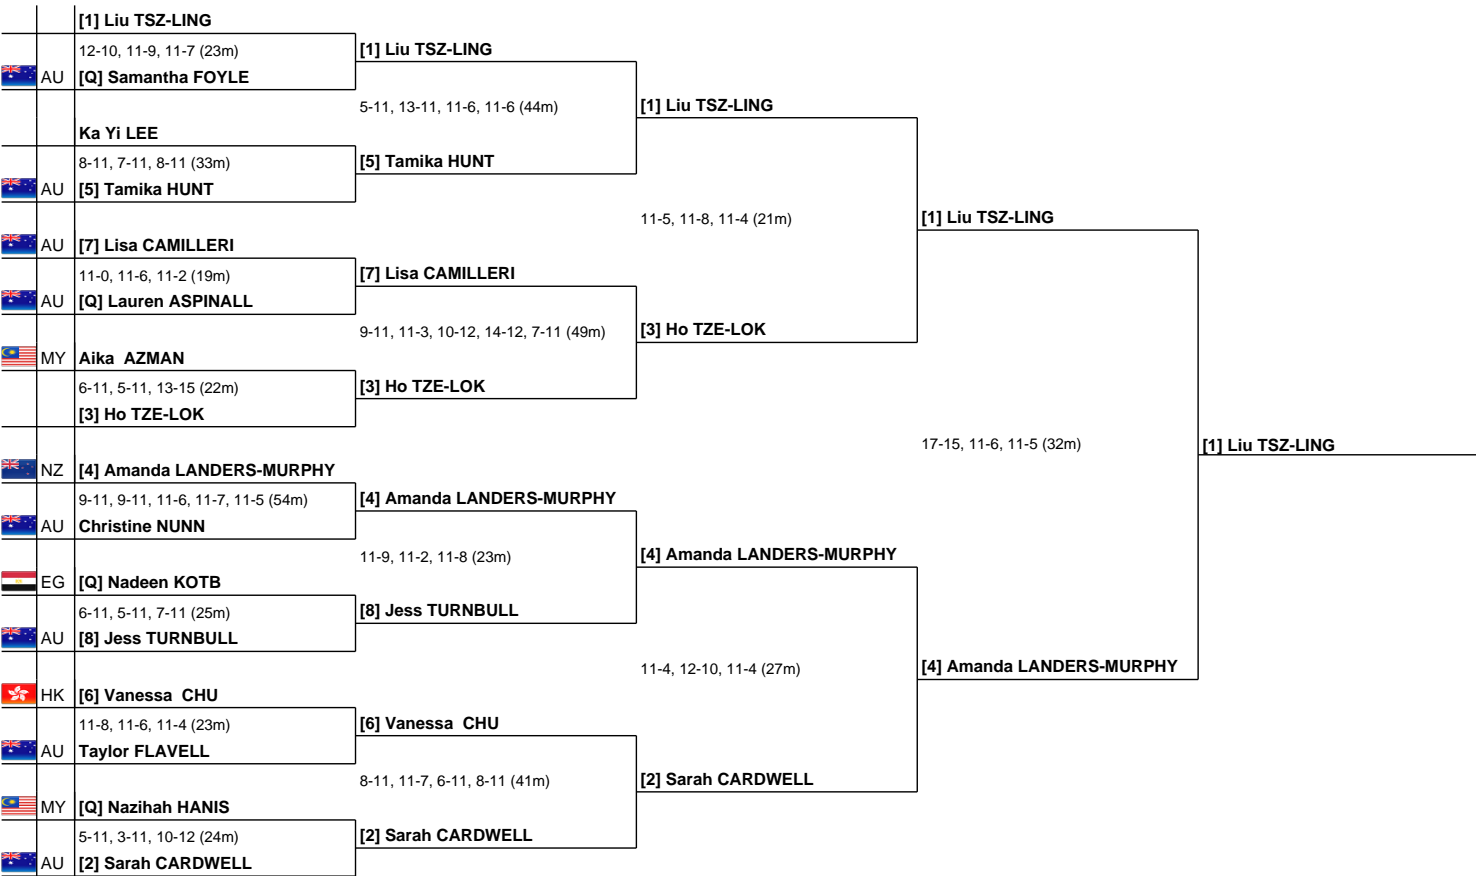 [1] Liu TSZ-LING
12-10, 11-9, 11-7 (23m)
[1] Liu TSZ-LING
AU [Q] Samantha FOYLE
5-11, 13-11, 11-6, 11-6 (44m)
[1] Liu TSZ-LING
Ka Yi LEE
8-11, 7-11, 8-11 (33m)
[5] Tamika HUNT
AU [5] Tamika HUNT
11-5, 11-8, 11-4 (21m)
[1] Liu TSZ-LING
AU [7] Lisa CAMILLERI
11-0, 11-6, 11-2 (19m)
[7] Lisa CAMILLERI
AU [Q] Lauren ASPINALL
9-11, 11-3, 10-12, 14-12, 7-11 (49m)
[3] Ho TZE-LOK
MY Aika AZMAN
6-11, 5-11, 13-15 (22m)
[3] Ho TZE-LOK
[3] Ho TZE-LOK
17-15, 11-6, 11-5 (32m)
[1] Liu TSZ-LING
NZ [4] Amanda LANDERS-MURPHY
9-11, 9-11, 11-6, 11-7, 11-5 (54m)
[4] Amanda LANDERS-MURPHY
AU Christine NUNN
11-9, 11-2, 11-8 (23m)
[4] Amanda LANDERS-MURPHY
EG [Q] Nadeen KOTB
6-11, 5-11, 7-11 (25m)
[8] Jess TURNBULL
AU [8] Jess TURNBULL
11-4, 12-10, 11-4 (27m)
[4] Amanda LANDERS-MURPHY
HK [6] Vanessa CHU
11-8, 11-6, 11-4 (23m)
[6] Vanessa CHU
AU Taylor FLAVELL
8-11, 11-7, 6-11, 8-11 (41m)
[2] Sarah CARDWELL
MY [Q] Nazihah HANIS
5-11, 3-11, 10-12 (24m)
[2] Sarah CARDWELL
AU [2] Sarah CARDWELL